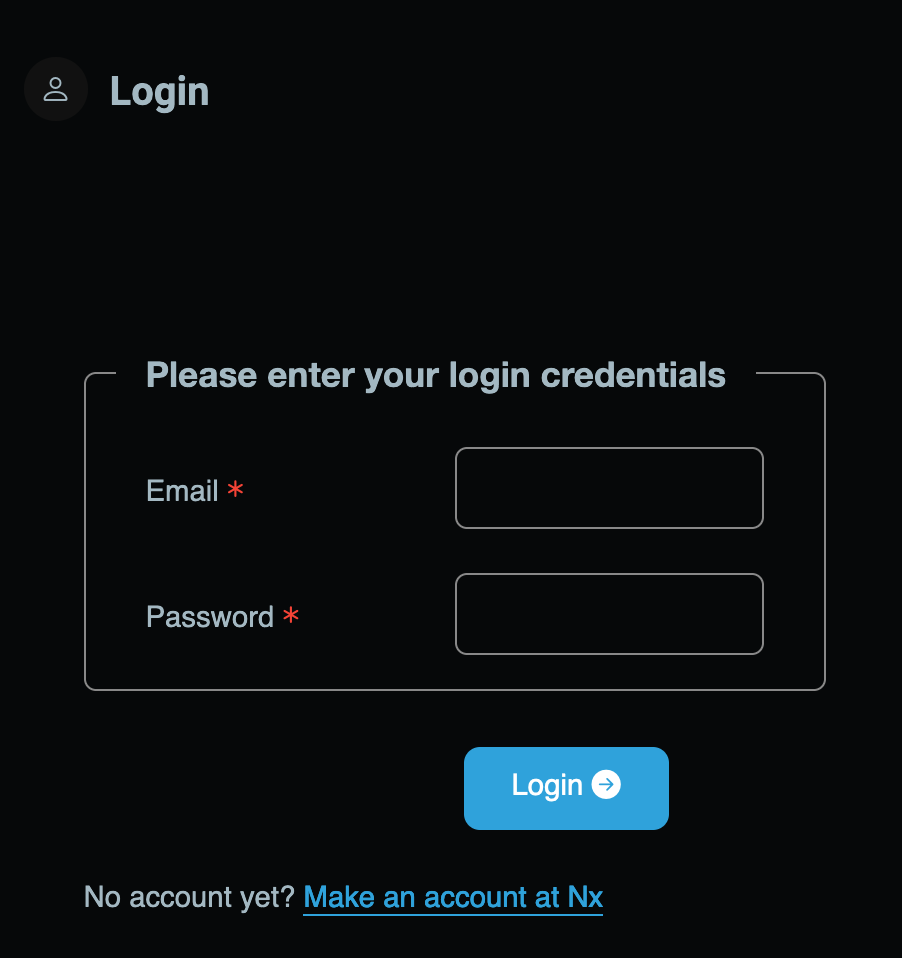 Login
Please enter your login credentials
Email *
Password *
Login
No account yet? Make an account at Nx